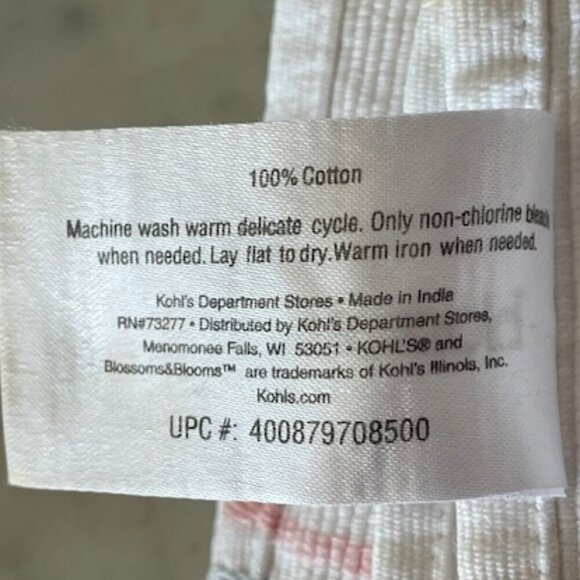 100% Cotton
Machine wash warm delicate cycle. Only non-chlorine bleach
when needed. Lay flat to dry. Warm iron when needed.
Kohl's Department Stores • Made in India
RN#73277 • Distributed by Kohl's Department Stores,
Menomonee Falls, WI 53051 • KOHL'S® and
Blossoms&Blooms™ are trademarks of Kohl's Illinois, Inc.
Kohls.com
UPC #: 400879708500